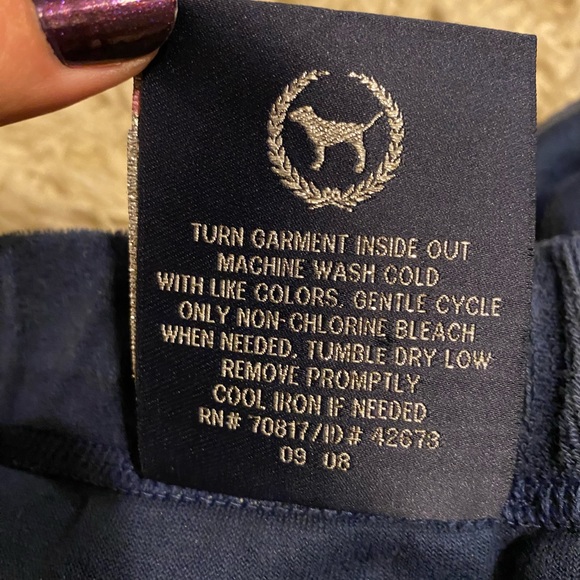 TURN GARMENT INSIDE OUT
MACHINE WASH COLD
WITH LIKE COLORS, GENTLE CYCLE
ONLY NON-CHLORINE BLEACH
WHEN NEEDED, TUMBLE DRY LOW
REMOVE PROMPTLY
COOL IRON IF NEEDED
RN# 70817/ID# 42673
09 08